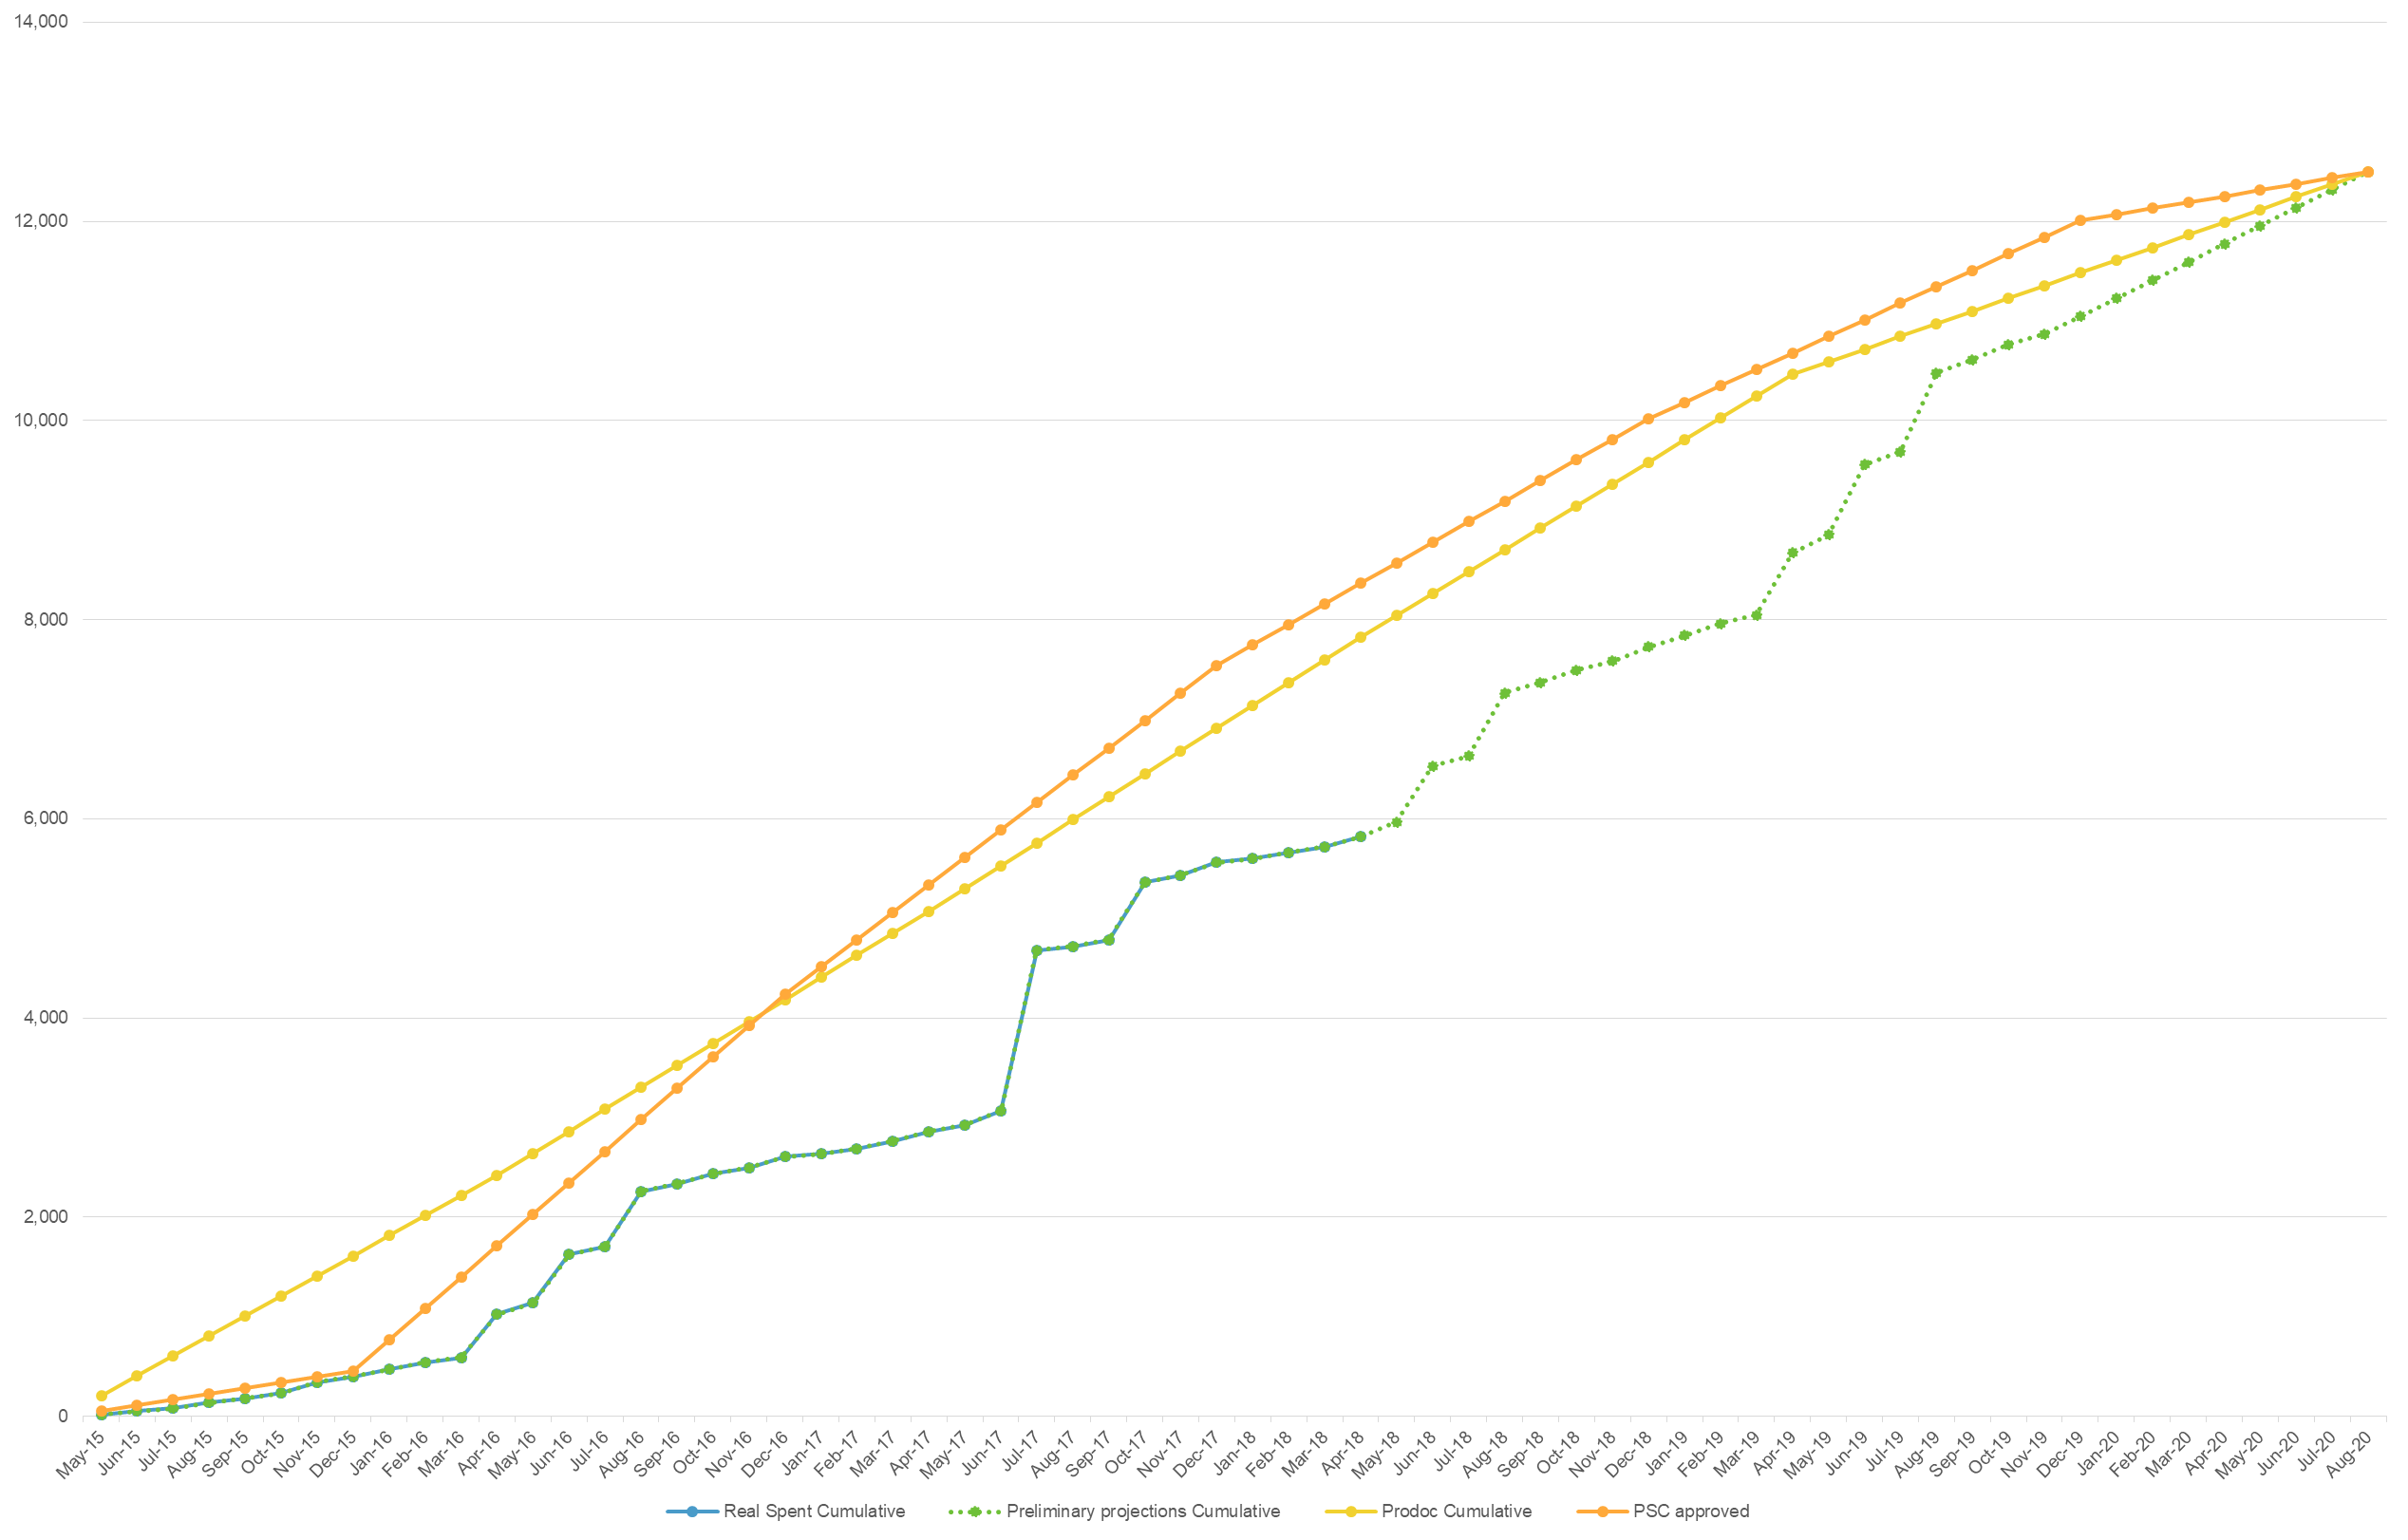 14,000
12,000
10,000
8,000
6,000
4,000
2,000
0
May-15
Jun-15
Jul-15
Aug-15
Sep-15
Oct-15
Nov-15
Dec-15
Jan-16
Feb-16
Mar-16
Apr-16
May-16
Jun-16
Jul-16
Aug-16
Sep-16
Oct-16
Nov-16
Dec-16
Jan-17
Feb-17
Mar-17
Apr-17
May-17
Jun-17
Jul-17
Aug-17
Sep-17
Oct-17
Nov-17
Dec-17
Jan-18
Feb-18
Mar-18
Apr-18
May-18
Jun-18
Jul-18
Aug-18
Sep-18
Oct-18
Nov-18
Dec-18
Jan-19
Feb-19
Mar-19
Apr-19
May-19
Jun-19
Jul-19
Aug-19
Sep-19
Oct-19
Nov-19
Dec-19
Jan-20
Feb-20
Mar-20
Apr-20
May-20
Jun-20
Jul-20
Aug-20
Real Spent Cumulative
Preliminary projections Cumulative
Prodoc Cumulative
PSC approved